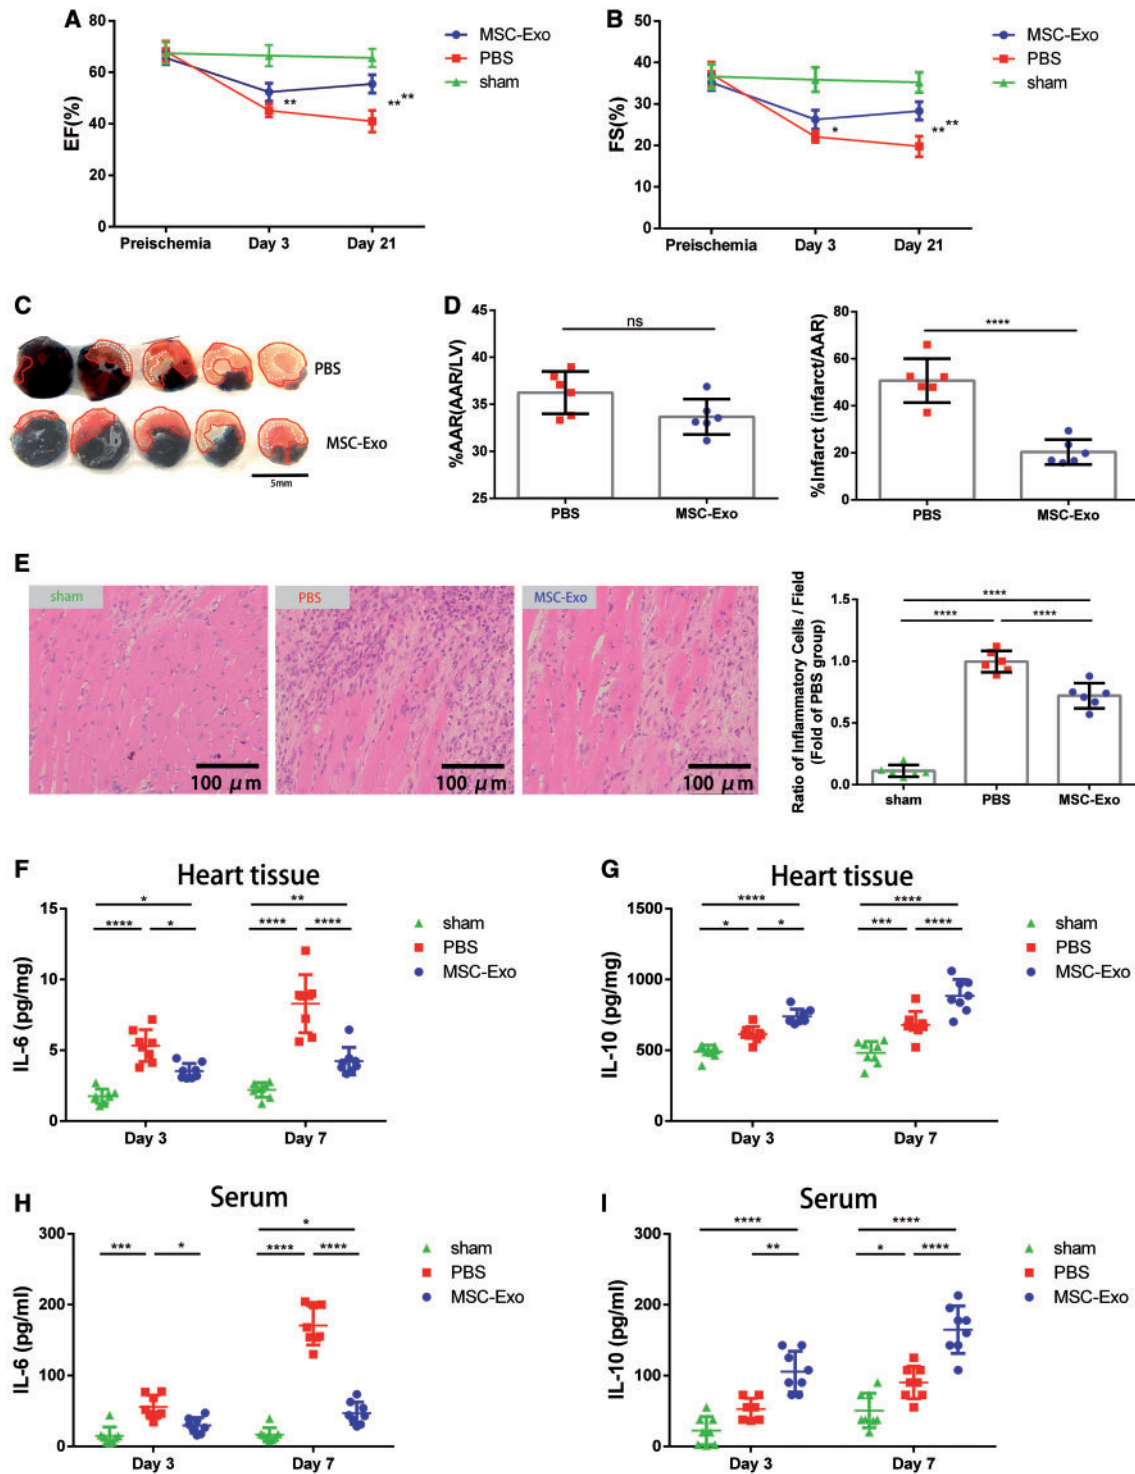 A
80
60
40
20
0
EF(%)
**
****
Preischemia Day 3 Day 21
MSC-Exo
PBS
sham
B
50
40
30
20
10
0
FS(%)
*
****
Preischemia Day 3 Day 21
MSC-Exo
PBS
sham
C
PBS
MSC-Exo
5mm
D
45
40
35
30
25
%AAR(AAR/LV)
ns
PBS MSC-Exo
80
60
40
20
0
%Infarct (infarct/AAR)
****
PBS MSC-Exo
E
sham
100 μm
PBS
100 μm
MSC-Exo
100 μm
Ratio of Inflammatory Cells / Field
(Fold of PBS group)
1.5
1.0
0.5
0.0
****
**** ****
sham PBS MSC-Exo
F
Heart tissue
15
10
5
0
IL-6 (pg/mg)
* **
**** * **** ****
Day 3 Day 7
sham
PBS
MSC-Exo
G
Heart tissue
1500
1000
500
0
IL-10 (pg/mg)
**** ****
* * *** ****
Day 3 Day 7
sham
PBS
MSC-Exo
H
Serum
300
200
100
0
IL-6 (pg/ml)
*
*** * **** ****
Day 3 Day 7
sham
PBS
MSC-Exo
I
Serum
300
200
100
0
IL-10 (pg/ml)
**** ****
** * ****
Day 3 Day 7
sham
PBS
MSC-Exo